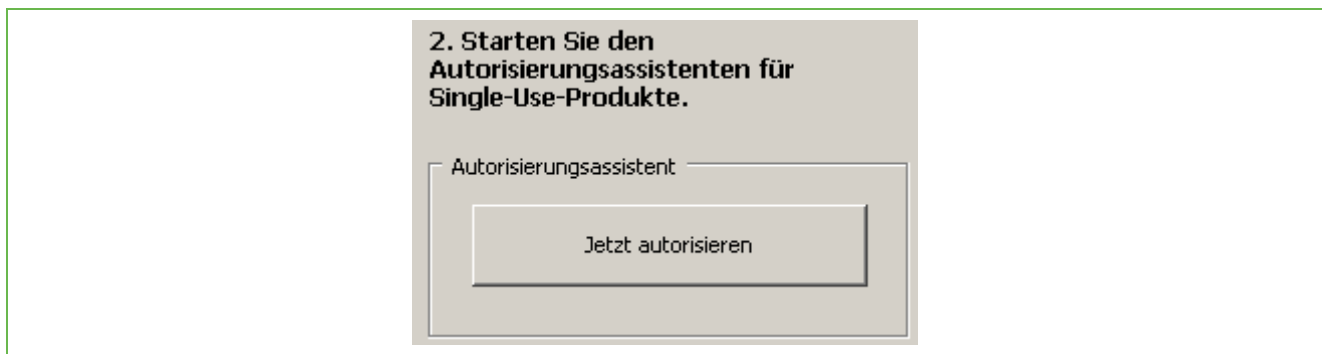 2. Starten Sie den
Autorisierungsassistenten für
Single-Use-Produkte.
Autorisierungsassistent
Jetzt autorisieren